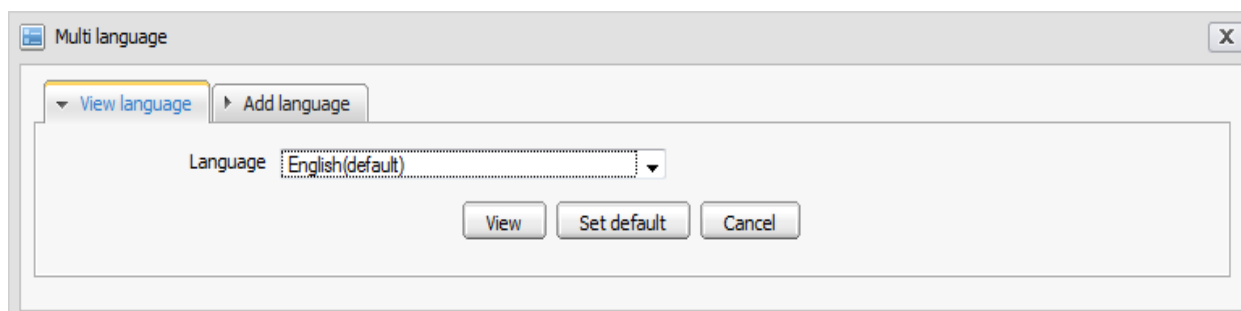 Multi language
X
View language Add language
Language English(default)
View Set default Cancel